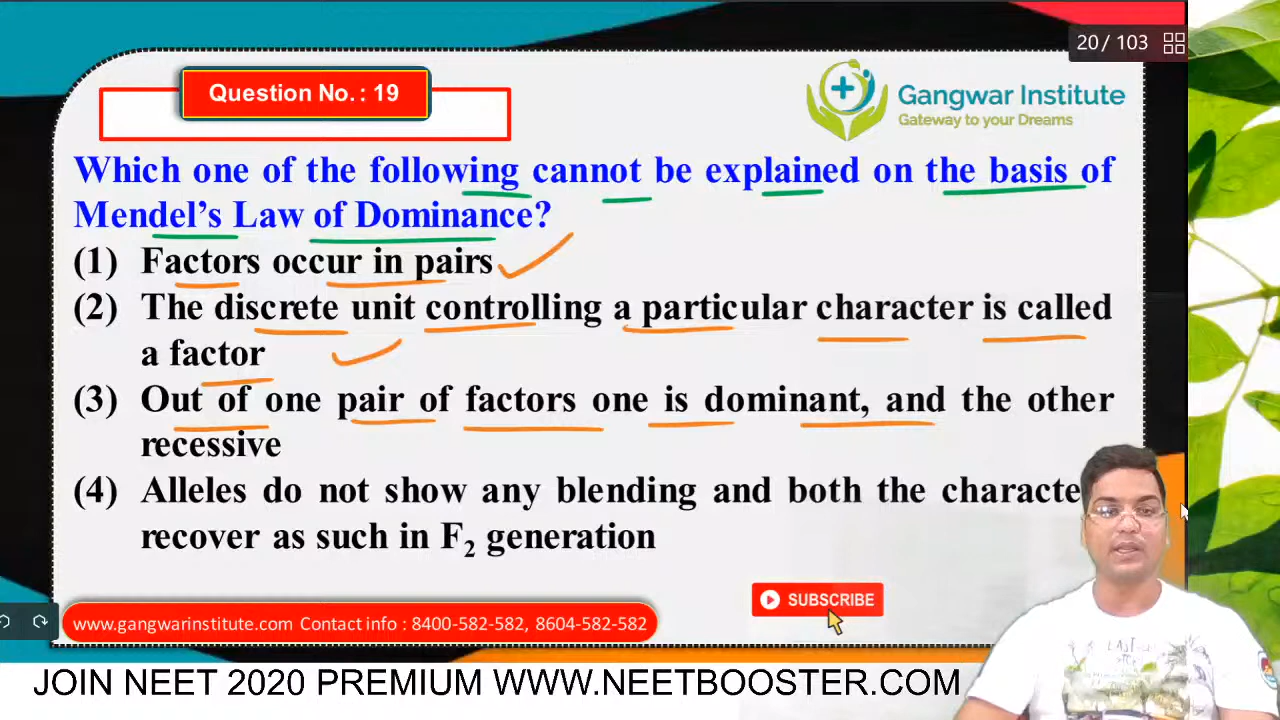 20 / 103
Question No. : 19
Gangwar Institute
Gateway to your Dreams
Which one of the following cannot be explained on the basis of
Mendel's Law of Dominance?
(1) Factors occur in pairs
(2) The discrete unit controlling a particular character is called
a factor
(3) Out of one pair of factors one is dominant, and the other
recessive
(4) Alleles do not show any blending and both the
recover as such in F₂ generation
SUBSCRIBE
www.gangwarinstitute.com Contact info : 8400-582-582, 8604-582-582
JOIN NEET 2020 PREMIUM WWW.NEETBOOSTER.COM